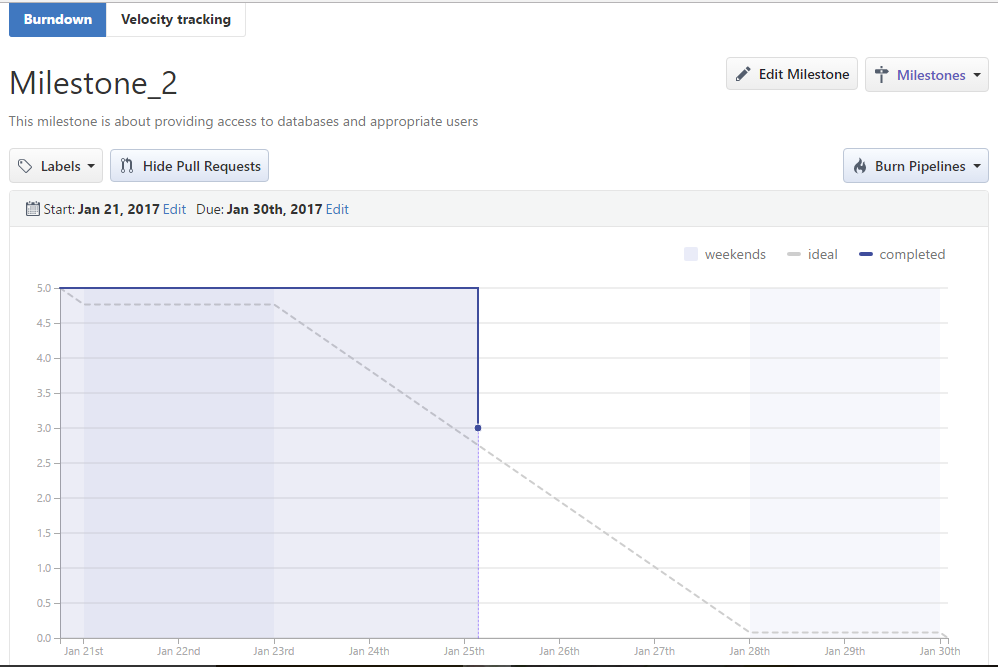 Burndown Velocity tracking
Milestone_2
Edit Milestone Milestones
This milestone is about providing access to databases and appropriate users
Labels Hide Pull Requests Burn Pipelines
Start: Jan 21, 2017 Edit Due: Jan 30th, 2017 Edit
weekends ideal completed
5.0
4.5
4.0
3.5
3.0
2.5
2.0
1.5
1.0
0.5
0.0
Jan 21st Jan 22nd Jan 23rd Jan 24th Jan 25th Jan 26th Jan 27th Jan 28th Jan 29th Jan 30th